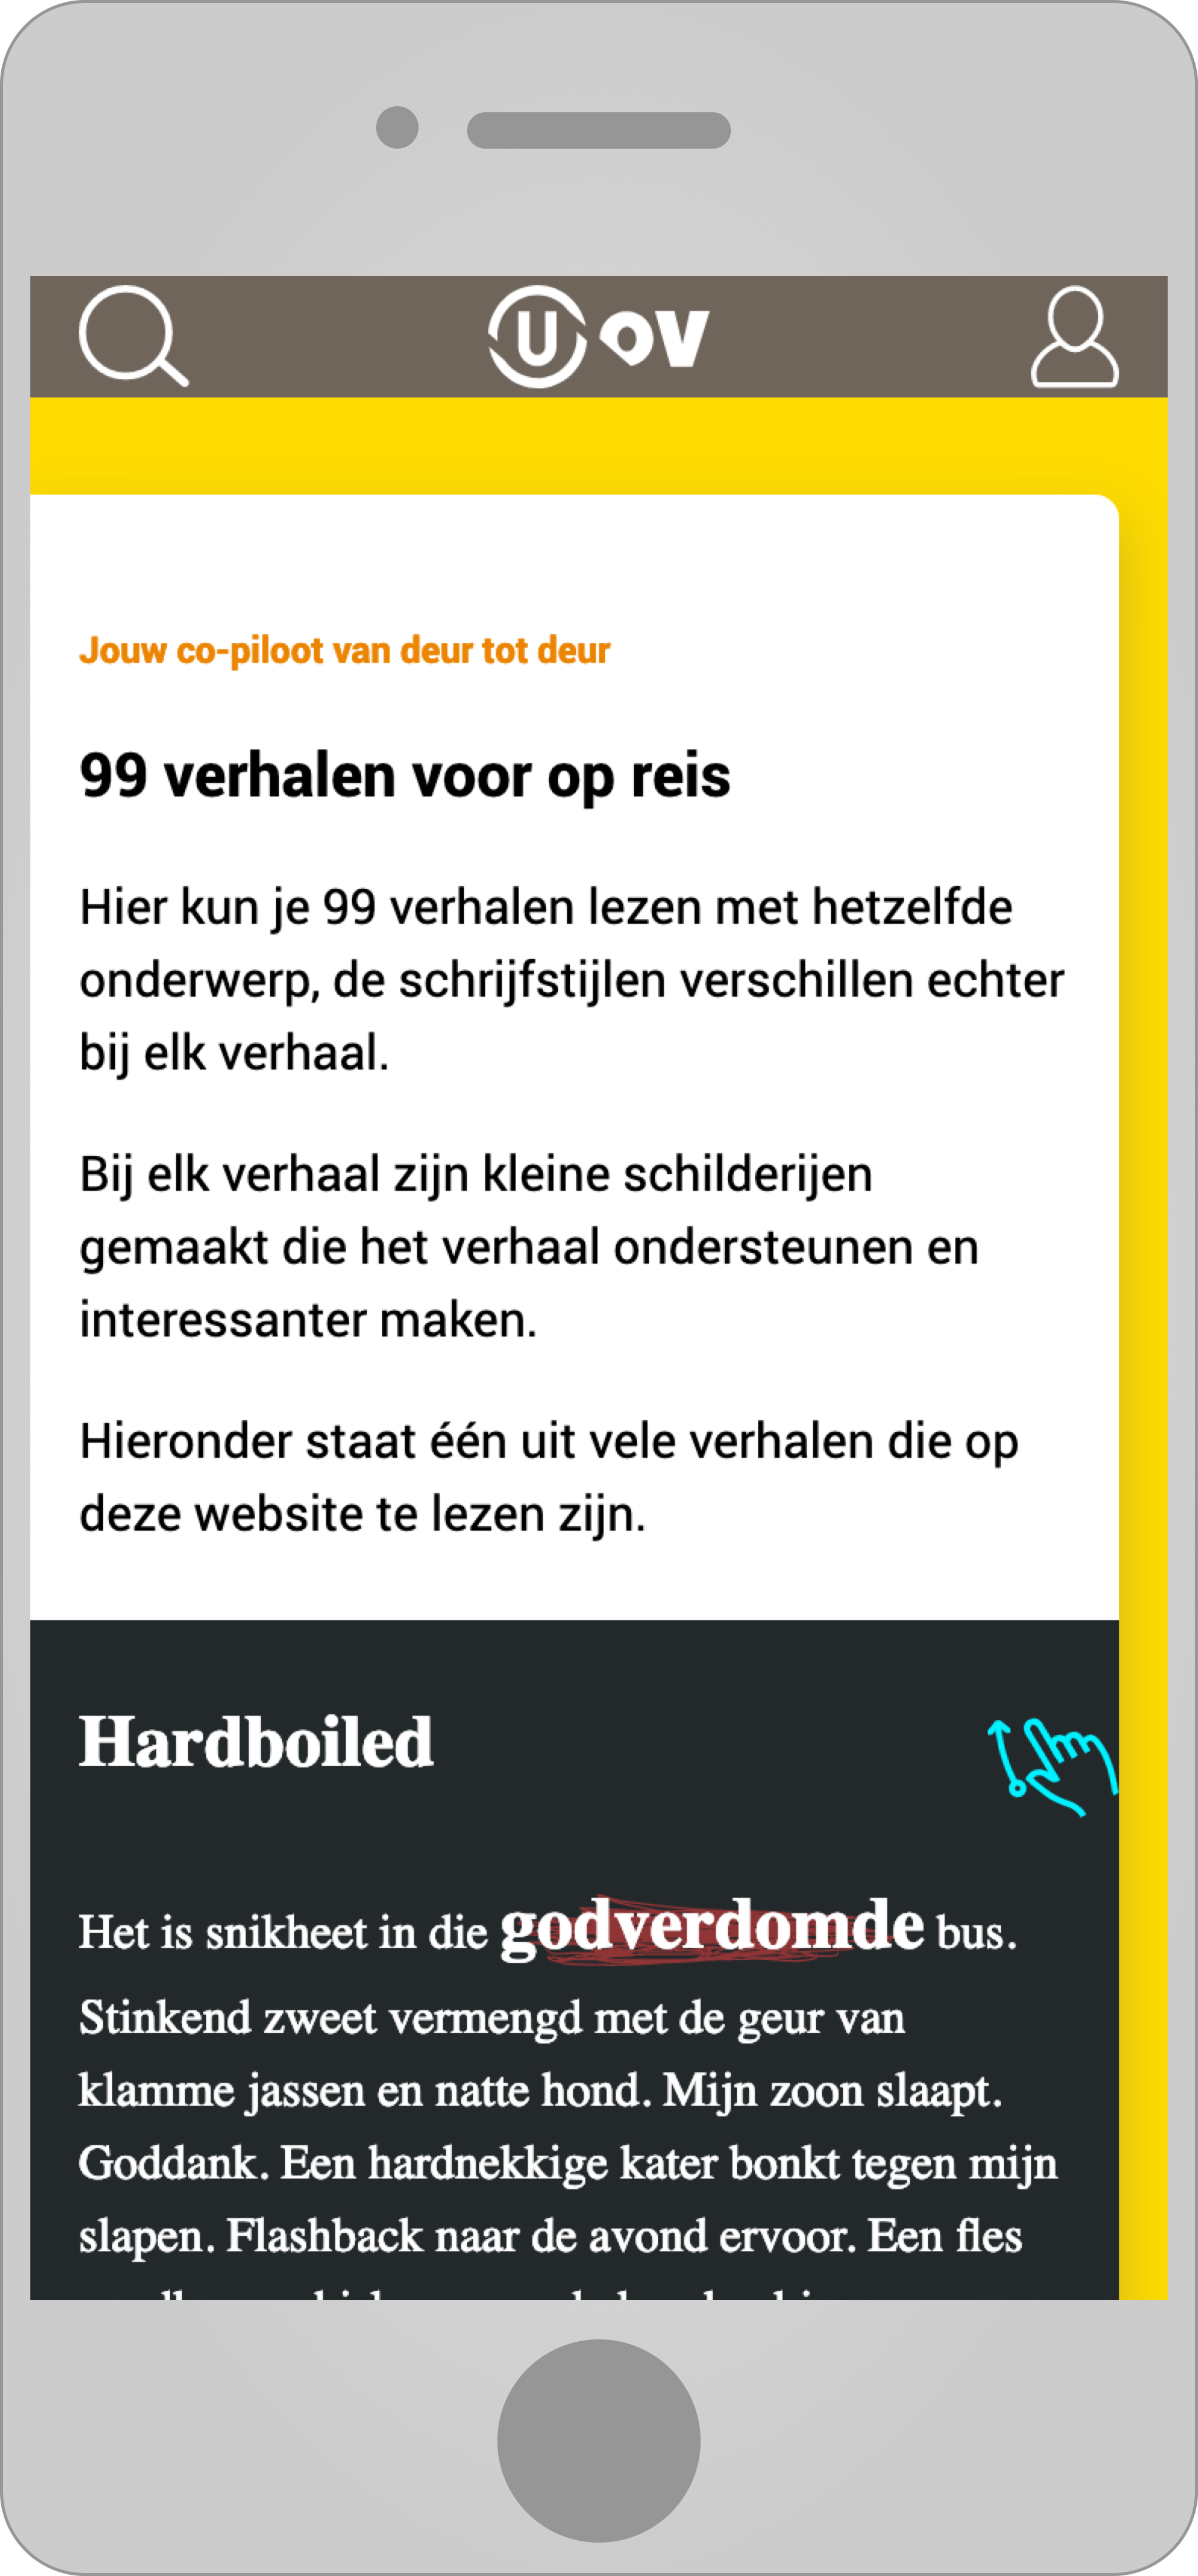 U OV
Jouw co-piloot van deur tot deur
99 verhalen voor op reis
Hier kun je 99 verhalen lezen met hetzelfde
onderwerp, de schrijfstijlen verschillen echter
bij elk verhaal.
Bij elk verhaal zijn kleine schilderijen
gemaakt die het verhaal ondersteunen en
interessanter maken.
Hieronder staat één uit vele verhalen die op
deze website te lezen zijn.
Hardboiled
Het is snikheet in die godverdomde bus.
Stinkend zweet vermengd met de geur van
klamme jassen en natte hond. Mijn zoon slaapt.
Goddank. Een hardnekkige kater bonkt tegen mijn
slapen. Flashback naar de avond ervoor. Een fles